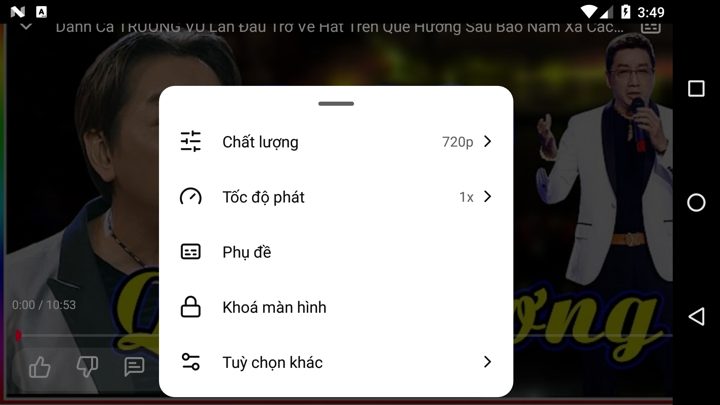 3:49
Danh Ca TRƯỜNG VŨ Lần Đầu Trở Về Hát Trên Quê Hương Sau Bao Năm Xa Các...
Chất lượng 720p
Tốc độ phát 1x
Phụ đề
Khoá màn hình
Tuỳ chọn khác
0:00 / 10:53